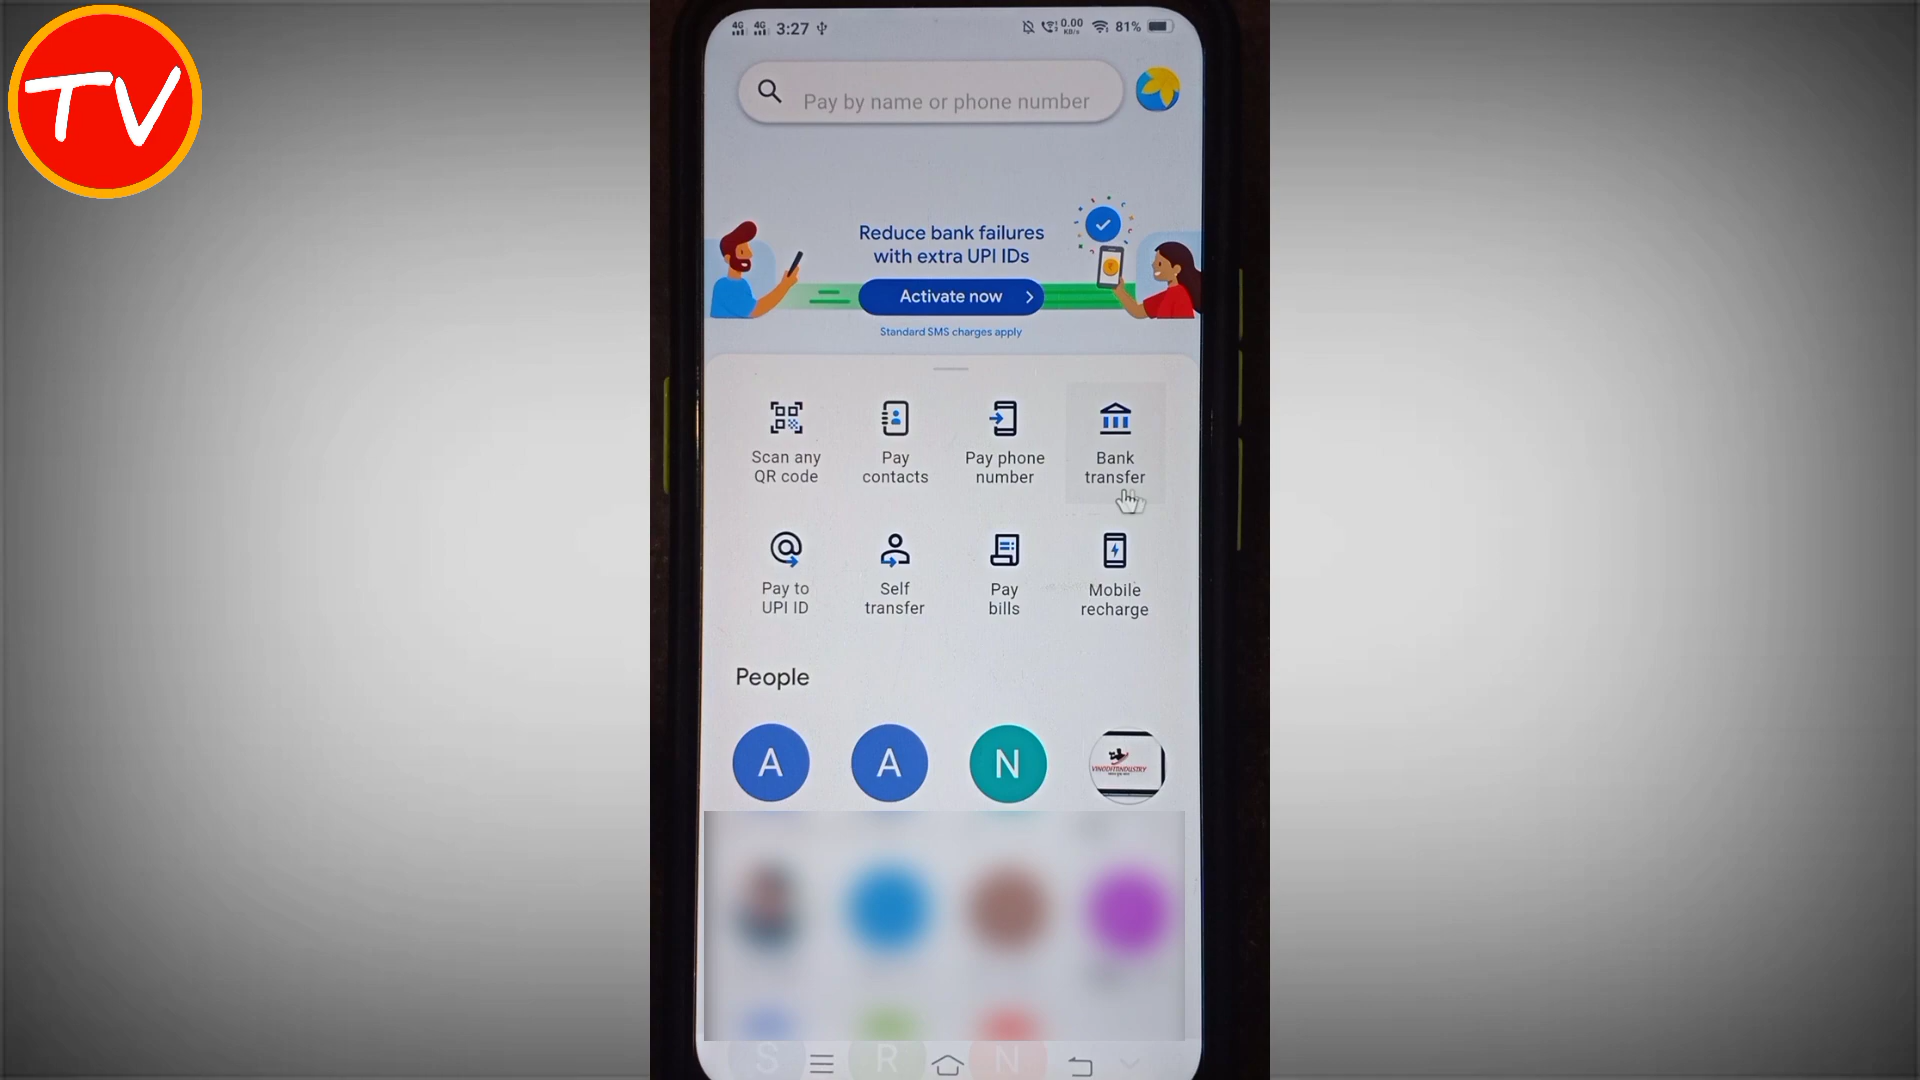 TV
4G 4G 3:27
0.00
KB/s
81%
Pay by name or phone number
Reduce bank failures
with extra UPI IDs
Activate now
Standard SMS charges apply
Scan any
QR code
Pay
contacts
Pay phone
number
Bank
transfer
Pay to
UPI ID
Self
transfer
Pay
bills
Mobile
recharge
People
A
A
N
S
R
N